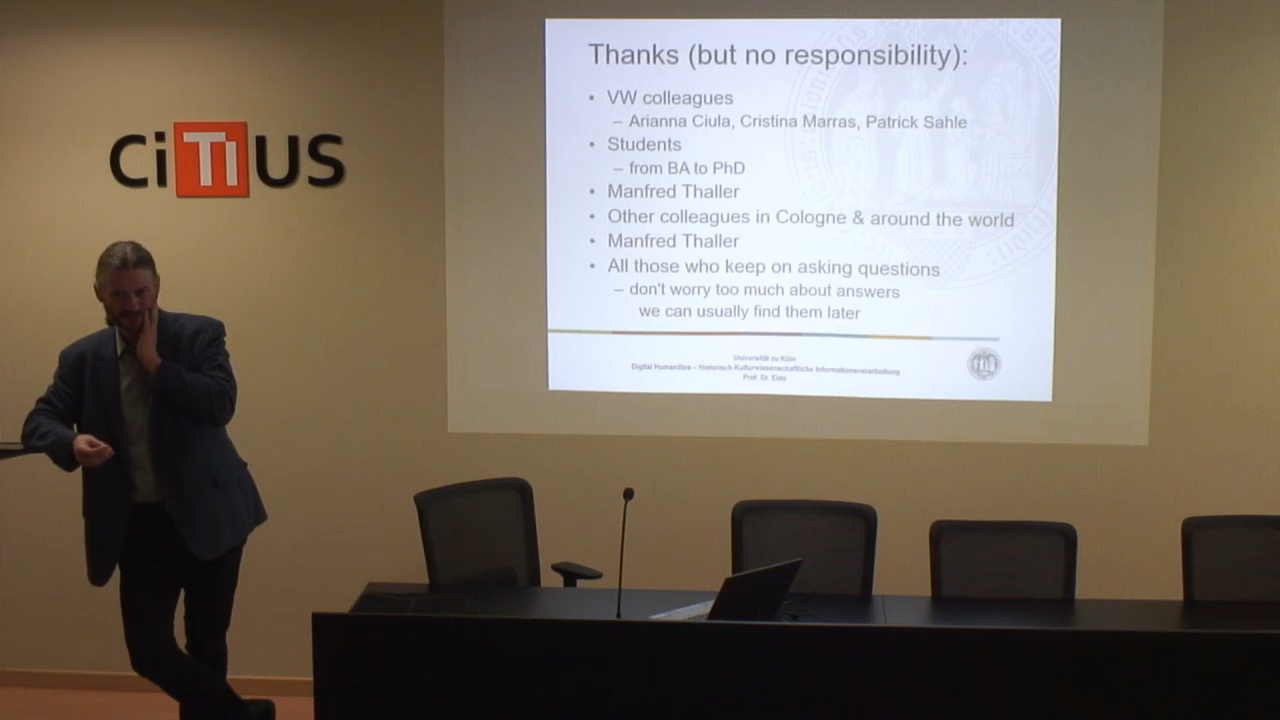 CiTIUS
Thanks (but no responsibility):
• VW colleagues
– Arianna Ciula, Cristina Marras, Patrick Sahle
• Students
– from BA to PhD
• Manfred Thaller
• Other colleagues in Cologne & around the world
• Manfred Thaller
• All those who keep on asking questions
– don't worry too much about answers
we can usually find them later
Universität zu Köln
Digital Humanities – Historisch-Kulturwissenschaftliche Informationsverarbeitung
Prof. Dr. Eide